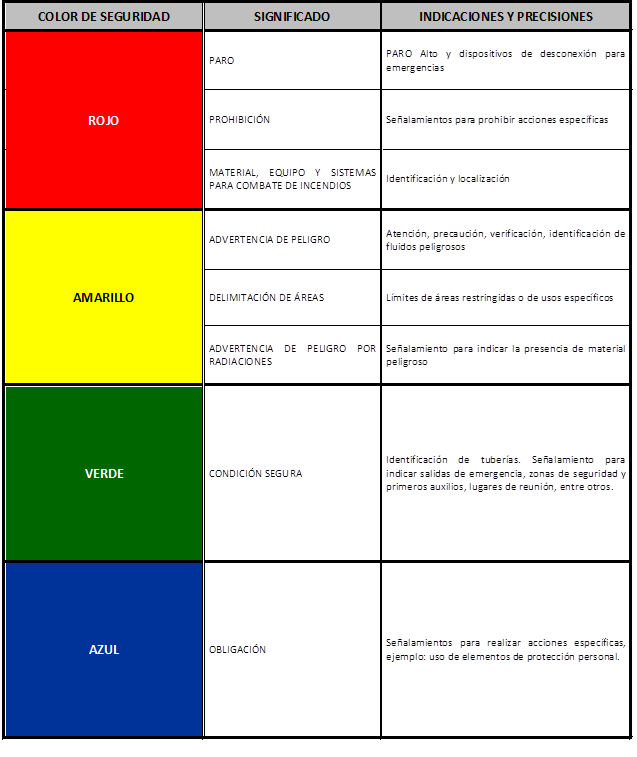 COLOR DE SEGURIDAD SIGNIFICADO INDICACIONES Y PRECISIONES
ROJO
PARO
PARO Alto y dispositivos de desconexión para
emergencias
PROHIBICIÓN
Señalamientos para prohibir acciones específicas
MATERIAL, EQUIPO Y SISTEMAS
PARA COMBATE DE INCENDIOS
Identificación y localización
AMARILLO
ADVERTENCIA DE PELIGRO
Atención, precaución, verificación, identificación de
fluidos peligrosos
DELIMITACIÓN DE ÁREAS
Límites de áreas restringidas o de usos específicos
ADVERTENCIA DE PELIGRO POR
RADIACIONES
Señalamiento para indicar la presencia de material
peligroso
VERDE
CONDICIÓN SEGURA
Identificación de tuberías. Señalamiento para
indicar salidas de emergencia, zonas de seguridad y
primeros auxilios, lugares de reunión, entre otros.
AZUL
OBLIGACIÓN
Señalamientos para realizar acciones específicas,
ejemplo: uso de elementos de protección personal.